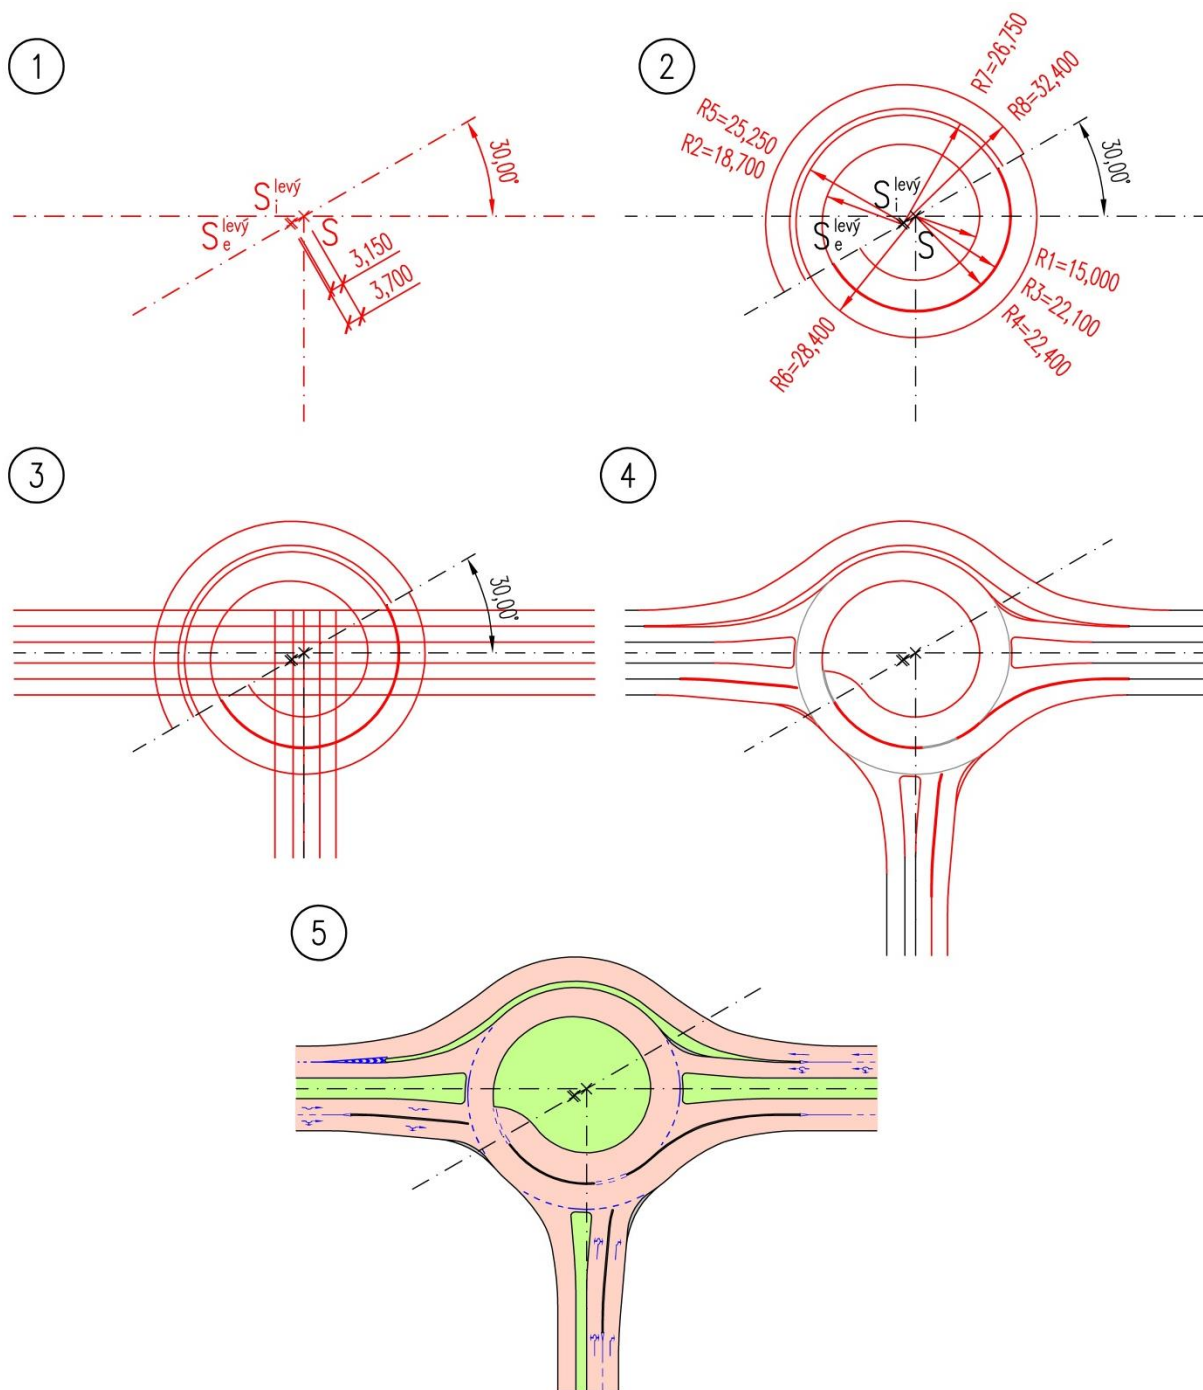 1
30,00°
S i levý
S e levý
S
3,150
3,700
2
R7=26,750
R8=32,400
R5=25,250
R2=18,700
30,00°
S i levý
S e levý
S
R1=15,000
R3=22,100
R4=22,400
R6=28,400
3
30,00°
4
5